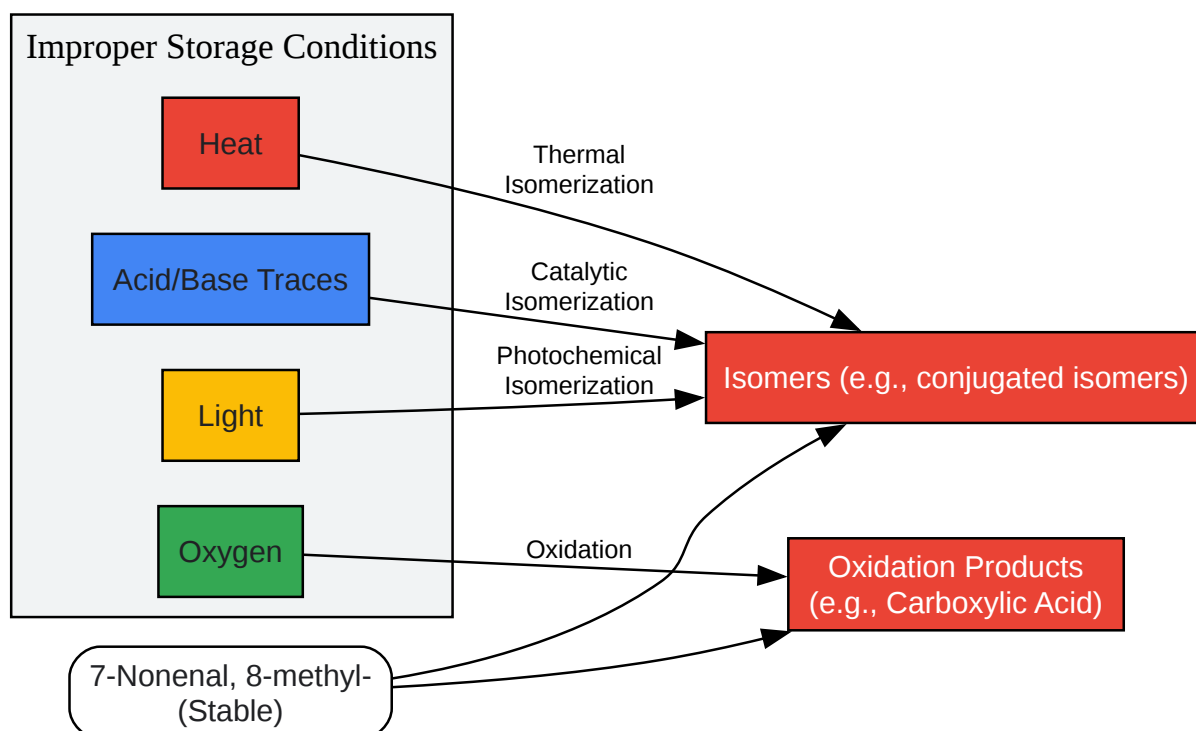 Improper Storage Conditions
Heat
Thermal
Isomerization
Acid/Base Traces
Catalytic
Isomerization
Photochemical
Isomerization
Isomers (e.g., conjugated isomers)
Light
Oxygen
Oxidation
Oxidation Products
(e.g., Carboxylic Acid)
7-Nonenal, 8-methyl-
(Stable)